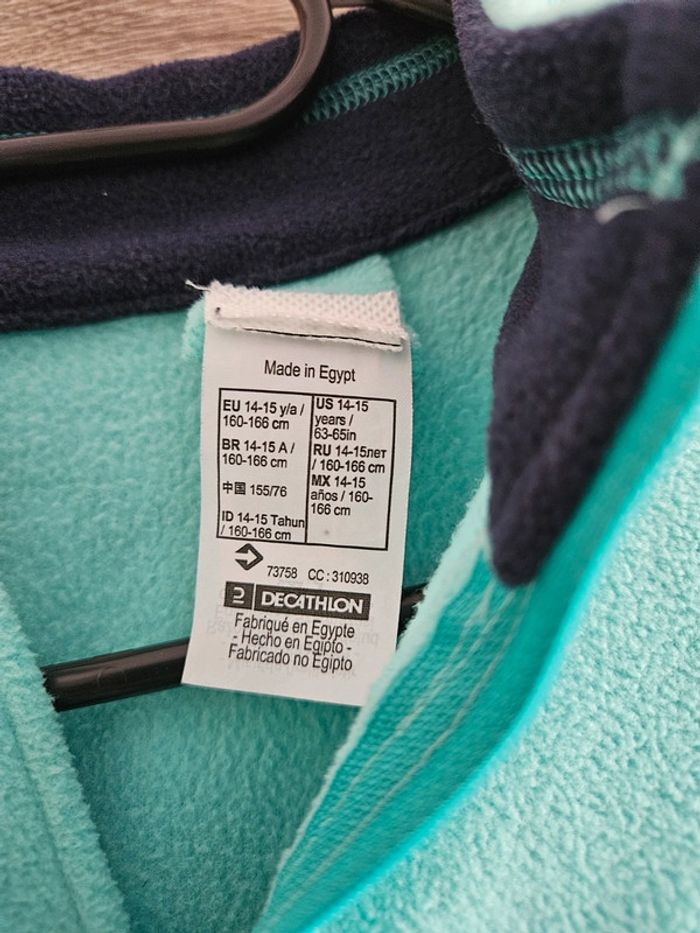 Made in Egypt
EU 14-15 y/a /
160-166 cm
BR 14-15 A /
160-166 cm
中国 155/76
ID 14-15 Tahun
/ 160-166 cm
US 14-15
years /
63-65in
RU 14-15лет
/ 160-166 cm
MX 14-15
años / 160-
166 cm
73758 CC : 310938
DECATHLON
Fabriqué en Egypte
- Hecho en Egipto -
Fabricado no Egipto